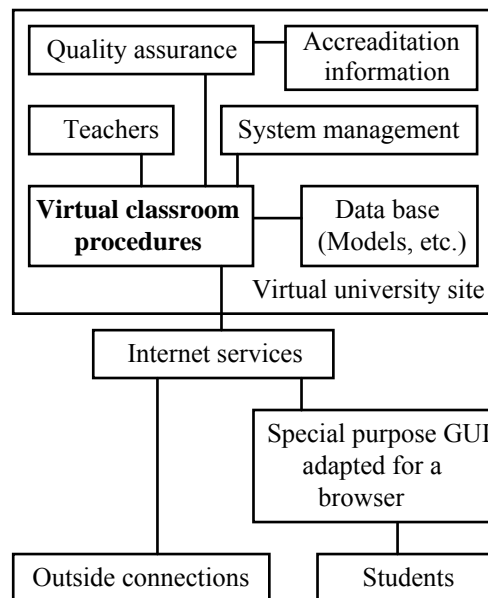 Quality assurance
Accreaditation
information
Teachers
System management
Virtual classroom
procedures
Data base
(Models, etc.)
Virtual university site
Internet services
Special purpose GUI
adapted for a
browser
Outside connections
Students